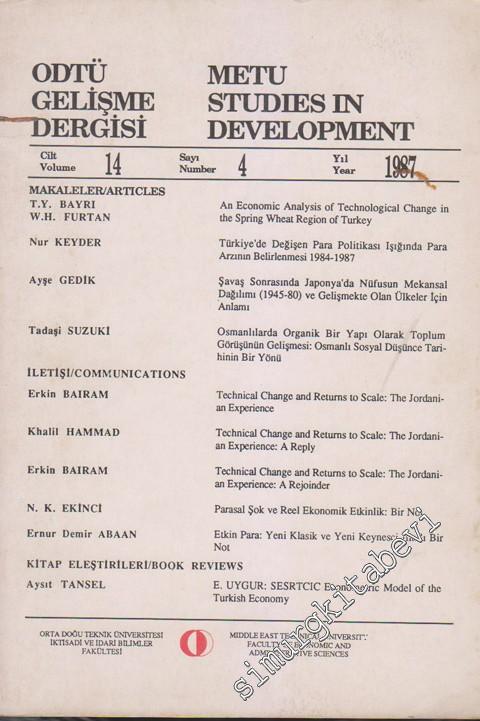 ODTÜ
GELİŞME
DERGİSİ
METU
STUDIES IN
DEVELOPMENT
Cilt
Volume 14
Sayı
Number 4
Yıl
Year 1987
MAKALELER/ARTICLES
T.Y. BAYRI
W.H. FURTAN
An Economic Analysis of Technological Change in
the Spring Wheat Region of Turkey
Nur KEYDER
Türkiye'de Değişen Para Politikası Işığında Para
Arzının Belirlenmesi 1984-1987
Ayşe GEDİK
Şavaş Sonrasında Japonya'da Nüfusun Mekansal
Dağılımı (1945-80) ve Gelişmekte Olan Ülkeler İçin
Anlamı
Tadaşi SUZUKİ
Osmanlılarda Organik Bir Yapı Olarak Toplum
Görüşünün Gelişmesi: Osmanlı Sosyal Düşünce Tari-
hinin Bir Yönü
İLETİŞİ/COMMUNICATIONS
Erkin BAIRAM
Technical Change and Returns to Scale: The Jordani-
an Experience
Khalil HAMMAD
Technical Change and Returns to Scale: The Jordani-
an Experience: A Reply
Erkin BAIRAM
Technical Change and Returns to Scale: The Jordani-
an Experience: A Rejoinder
N. K. EKİNCİ
Parasal Şok ve Reel Ekonomik Etkinlik: Bir Not
Ernur Demir ABAAN
Etkin Para: Yeni Klasik ve Yeni Keynesci Bir
Not
KİTAP ELEŞTİRİLERİ/BOOK REVIEWS
Aysıt TANSEL
E. UYGUR: SESRTCIC Econometric Model of the
Turkish Economy
ORTA DOĞU TEKNİK ÜNİVERSİTESİ
İKTİSADİ VE İDARİ BİLİMLER
FAKÜLTESİ
MIDDLE EAST TECHNICAL UNIVERSITY
FACULTY OF ECONOMIC AND
ADMINISTRATIVE SCIENCES
simurgkitabevi